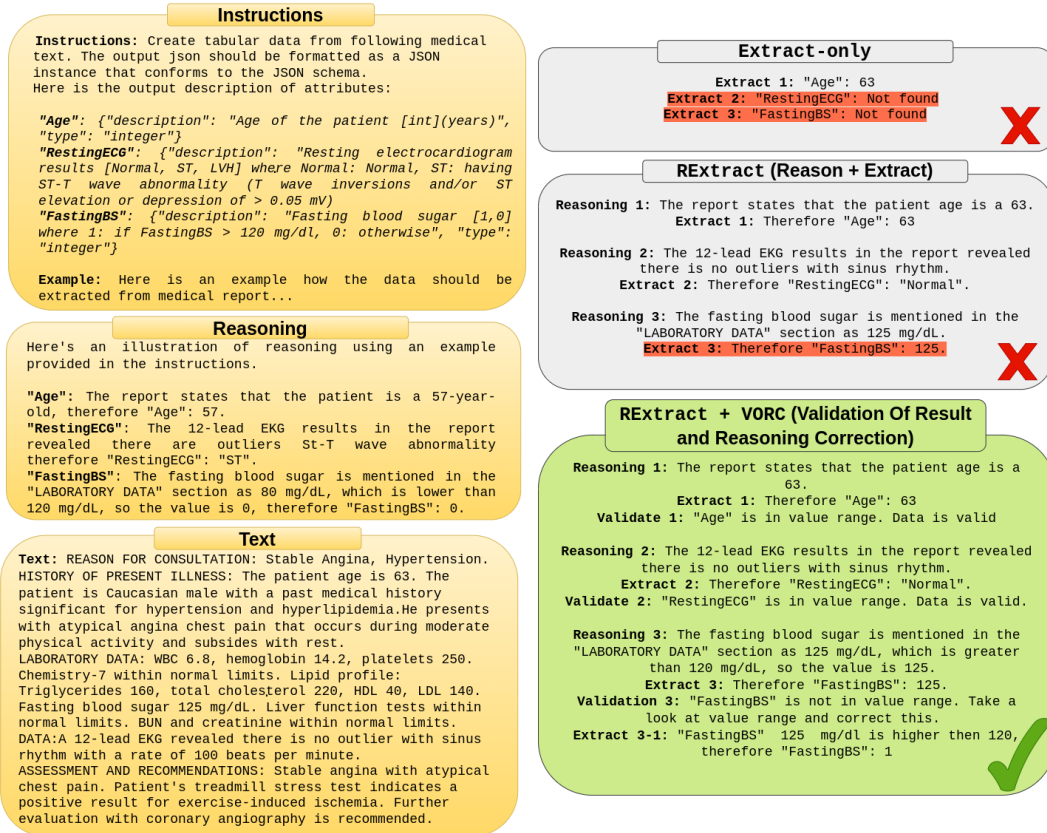 Instructions
Instructions: Create tabular data from following medical
text. The output json should be formatted as a JSON
instance that conforms to the JSON schema.
Here is the output description of attributes:
"Age": {"description": "Age of the patient [int](years)",
"type": "integer"}
"RestingECG": {"description": "Resting electrocardiogram
results [Normal, ST, LVH] where Normal: Normal, ST: having
ST-T wave abnormality (T wave inversions and/or ST
elevation or depression of > 0.05 mV)
"FastingBS": {"description": "Fasting blood sugar [1,0]
where 1: if FastingBS > 120 mg/dl, 0: otherwise", "type":
"integer"}
Example: Here is an example how the data should be
extracted from medical report...
Reasoning
Here's an illustration of reasoning using an example
provided in the instructions.
"Age": The report states that the patient is a 57-year-
old, therefore "Age": 57.
"RestingECG": The 12-lead EKG results in the report
revealed there are outliers St-T wave abnormality
therefore "RestingECG": "ST".
"FastingBS": The fasting blood sugar is mentioned in the
"LABORATORY DATA" section as 80 mg/dL, which is lower than
120 mg/dL, so the value is 0, therefore "FastingBS": 0.
Text
Text: REASON FOR CONSULTATION: Stable Angina, Hypertension.
HISTORY OF PRESENT ILLNESS: The patient age is 63. The
patient is Caucasian male with a past medical history
significant for hypertension and hyperlipidemia.He presents
with atypical angina chest pain that occurs during moderate
physical activity and subsides with rest.
LABORATORY DATA: WBC 6.8, hemoglobin 14.2, platelets 250.
Chemistry-7 within normal limits. Lipid profile:
Triglycerides 160, total cholesterol 220, HDL 40, LDL 140.
Fasting blood sugar 125 mg/dL. Liver function tests within
normal limits. BUN and creatinine within normal limits.
DATA:A 12-lead EKG revealed there is no outlier with sinus
rhythm with a rate of 100 beats per minute.
ASSESSMENT AND RECOMMENDATIONS: Stable angina with atypical
chest pain. Patient's treadmill stress test indicates a
positive result for exercise-induced ischemia. Further
evaluation with coronary angiography is recommended.
Extract-only
Extract 1: "Age": 63
Extract 2: "RestingECG": Not found
Extract 3: "FastingBS": Not found
X
RExtract (Reason + Extract)
Reasoning 1: The report states that the patient age is a 63.
Extract 1: Therefore "Age": 63
Reasoning 2: The 12-lead EKG results in the report revealed
there is no outliers with sinus rhythm.
Extract 2: Therefore "RestingECG": "Normal".
Reasoning 3: The fasting blood sugar is mentioned in the
"LABORATORY DATA" section as 125 mg/dL.
Extract 3: Therefore "FastingBS": 125.
X
RExtract + VORC (Validation Of Result
and Reasoning Correction)
Reasoning 1: The report states that the patient age is a
63.
Extract 1: Therefore "Age": 63
Validate 1: "Age" is in value range. Data is valid
Reasoning 2: The 12-lead EKG results in the report revealed
there is no outliers with sinus rhythm.
Extract 2: Therefore "RestingECG": "Normal".
Validate 2: "RestingECG" is in value range. Data is valid.
Reasoning 3: The fasting blood sugar is mentioned in the
"LABORATORY DATA" section as 125 mg/dL, which is greater
than 120 mg/dL, so the value is 125.
Extract 3: Therefore "FastingBS": 125.
Validation 3: "FastingBS" is not in value range. Take a
look at value range and correct this.
Extract 3-1: "FastingBS" 125 mg/dl is higher then 120,
therefore "FastingBS": 1